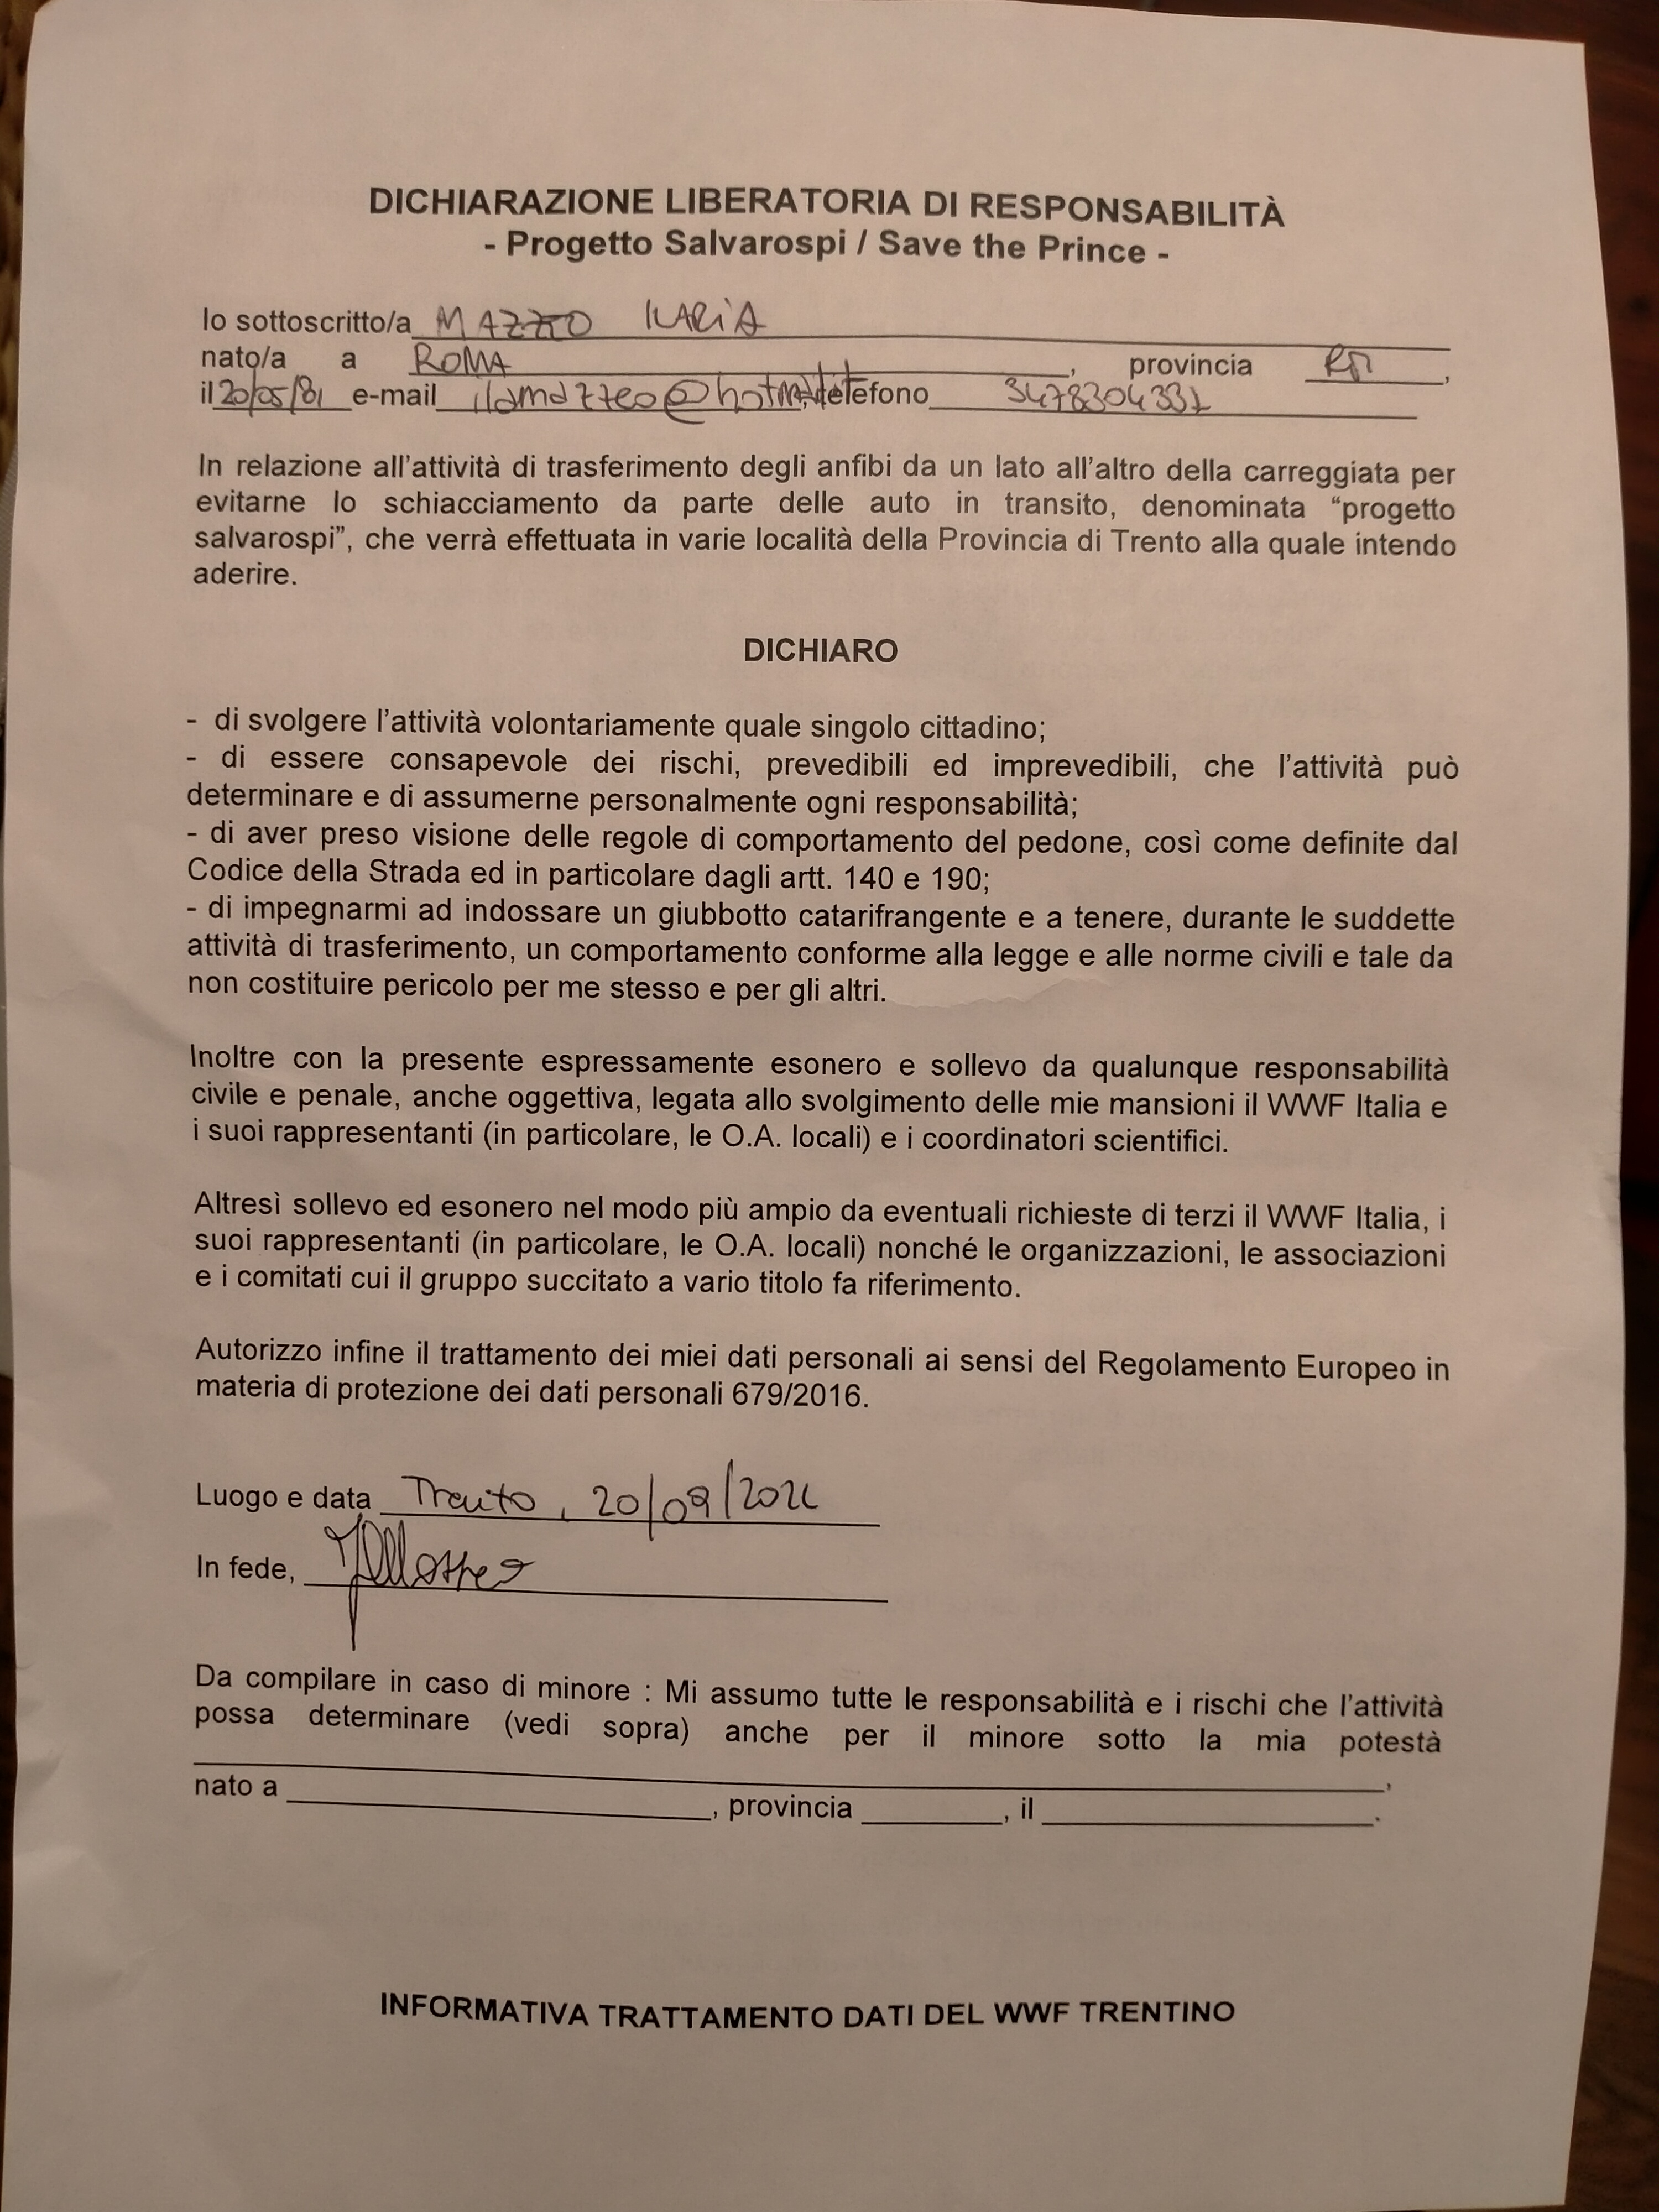 DICHIARAZIONE LIBERATORIA DI RESPONSABILITÀ
- Progetto Salvarospi / Save the Prince -
Io sottoscritto/a
nato/a a ROMA, provincia RM,
il 20/05/81 e-mail telefono 3478304331
In relazione all'attività di trasferimento degli anfibi da un lato all'altro della carreggiata per
evitarne lo schiacciamento da parte delle auto in transito, denominata “progetto
salvarospi”, che verrà effettuata in varie località della Provincia di Trento alla quale intendo
aderire.
DICHIARO
- di svolgere l'attività volontariamente quale singolo cittadino;
- di essere consapevole dei rischi, prevedibili ed imprevedibili, che l'attività può
determinare e di assumerne personalmente ogni responsabilità;
- di aver preso visione delle regole di comportamento del pedone, così come definite dal
Codice della Strada ed in particolare dagli artt. 140 e 190;
- di impegnarmi ad indossare un giubbotto catarifrangente e a tenere, durante le suddette
attività di trasferimento, un comportamento conforme alla legge e alle norme civili e tale da
non costituire pericolo per me stesso e per gli altri.
Inoltre con la presente espressamente esonero e sollevo da qualunque responsabilità
civile e penale, anche oggettiva, legata allo svolgimento delle mie mansioni il WWF Italia e
i suoi rappresentanti (in particolare, le O.A. locali) e i coordinatori scientifici.
Altresì sollevo ed esonero nel modo più ampio da eventuali richieste di terzi il WWF Italia, i
suoi rappresentanti (in particolare, le O.A. locali) nonché le organizzazioni, le associazioni
e i comitati cui il gruppo succitato a vario titolo fa riferimento.
Autorizzo infine il trattamento dei miei dati personali ai sensi del Regolamento Europeo in
materia di protezione dei dati personali 679/2016.
Luogo e data Trento,
In fede,
Da compilare in caso di minore : Mi assumo tutte le responsabilità e i rischi che l'attività
possa determinare (vedi sopra) anche per il minore sotto la mia potestà
,
nato a , provincia , il .
INFORMATIVA TRATTAMENTO DATI DEL WWF TRENTINO